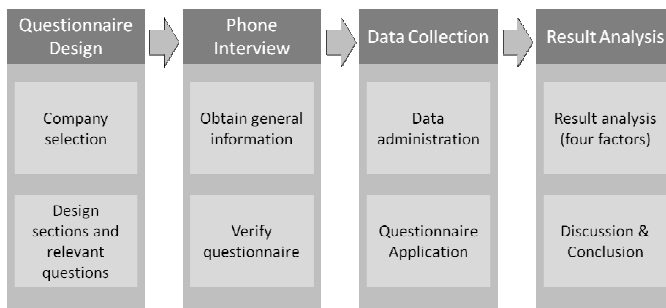 Questionnaire
Design
Company
selection
Design
sections and
relevant
questions
Phone
Interview
Obtain general
information
Verify
questionnaire
Data Collection
Data
administration
Questionnaire
Application
Result Analysis
Result analysis
(four factors)
Discussion &
Conclusion